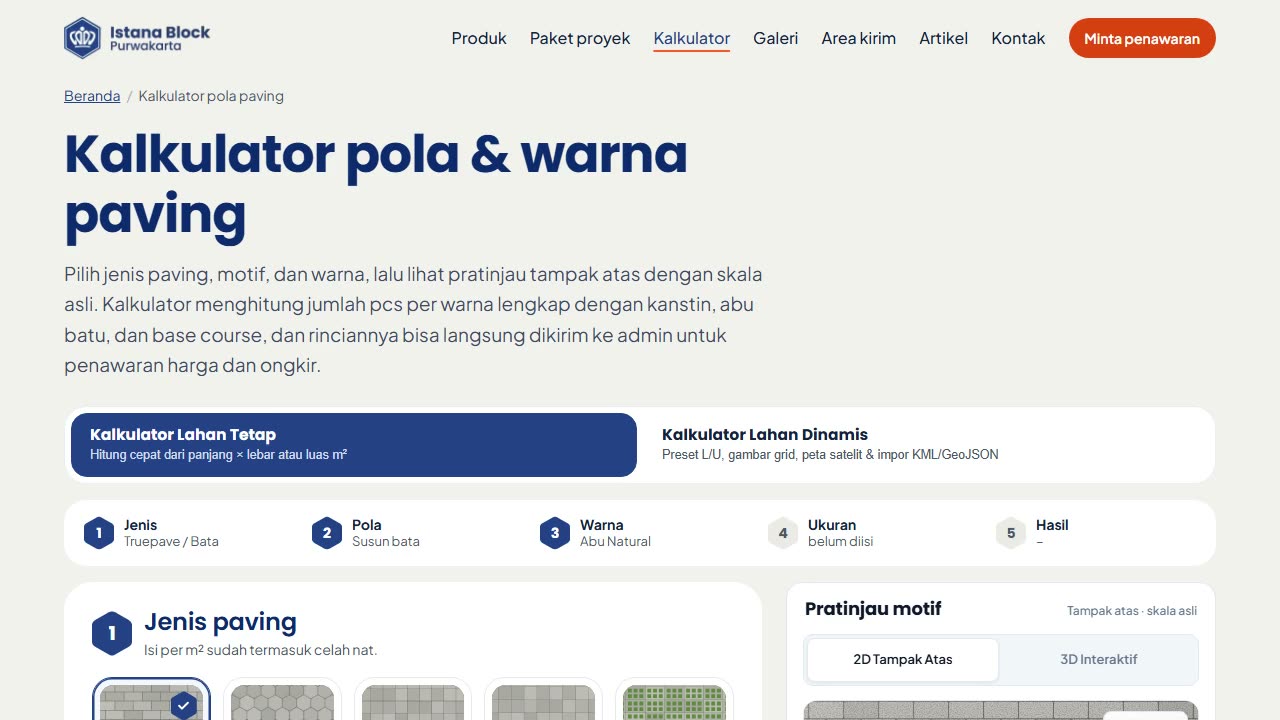 Istana Block
Purwakarta
Produk
Paket proyek
Kalkulator
Galeri
Area kirim
Artikel
Kontak
Minta penawaran
Beranda / Kalkulator pola paving
Kalkulator pola & warna
paving
Pilih jenis paving, motif, dan warna, lalu lihat pratinjau tampak atas dengan skala
asli. Kalkulator menghitung jumlah pcs per warna lengkap dengan kanstin, abu
batu, dan base course, dan rinciannya bisa langsung dikirim ke admin untuk
penawaran harga dan ongkir.
Kalkulator Lahan Tetap
Hitung cepat dari panjang × lebar atau luas m²
Kalkulator Lahan Dinamis
Preset L/U, gambar grid, peta satelit & impor KML/GeoJSON
1
Jenis
Truepave / Bata
2
Pola
Susun bata
3
Warna
Abu Natural
4
Ukuran
belum diisi
5
Hasil
–
1
Jenis paving
Isi per m² sudah termasuk celah nat.
Pratinjau motif
Tampak atas · skala asli
2D Tampak Atas
3D Interaktif